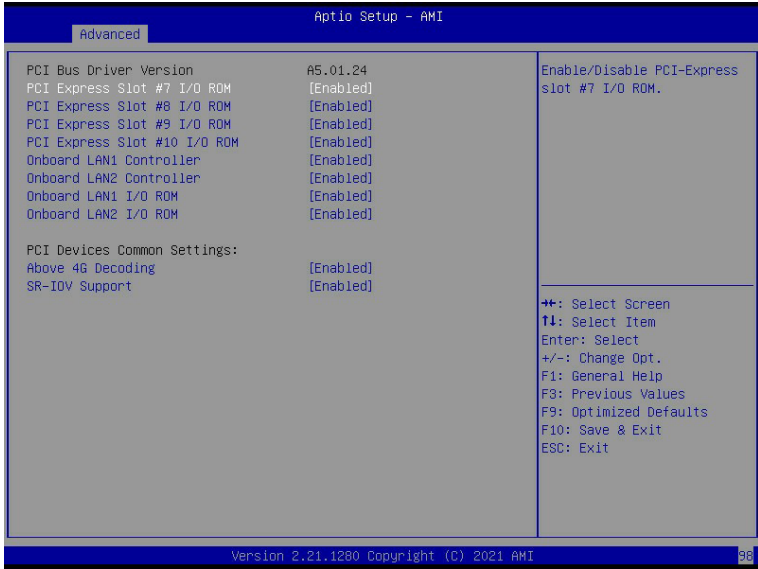 Aptio Setup – AMI
Advanced
PCI Bus Driver Version A5.01.24
PCI Express Slot #7 I/O ROM [Enabled]
PCI Express Slot #8 I/O ROM [Enabled]
PCI Express Slot #9 I/O ROM [Enabled]
PCI Express Slot #10 I/O ROM [Enabled]
Onboard LAN1 Controller [Enabled]
Onboard LAN2 Controller [Enabled]
Onboard LAN1 I/O ROM [Enabled]
Onboard LAN2 I/O ROM [Enabled]
PCI Devices Common Settings:
Above 4G Decoding [Enabled]
SR-IOV Support [Enabled]
Enable/Disable PCI-Express
slot #7 I/O ROM.
→←: Select Screen
↑↓: Select Item
Enter: Select
+/-: Change Opt.
F1: General Help
F3: Previous Values
F9: Optimized Defaults
F10: Save & Exit
ESC: Exit
Version 2.21.1280 Copyright (C) 2021 AMI
98